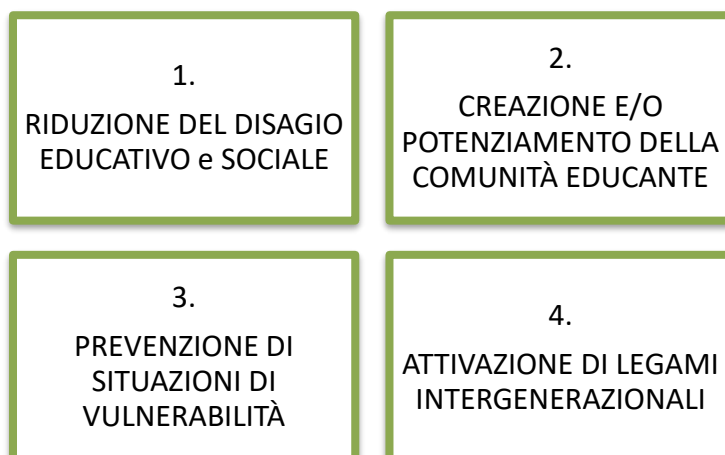 1.
RIDUZIONE DEL DISAGIO
EDUCATIVO e SOCIALE
2.
CREAZIONE E/O
POTENZIAMENTO DELLA
COMUNITÀ EDUCANTE
3.
PREVENZIONE DI
SITUAZIONI DI
VULNERABILITÀ
4.
ATTIVAZIONE DI LEGAMI
INTERGENERAZIONALI